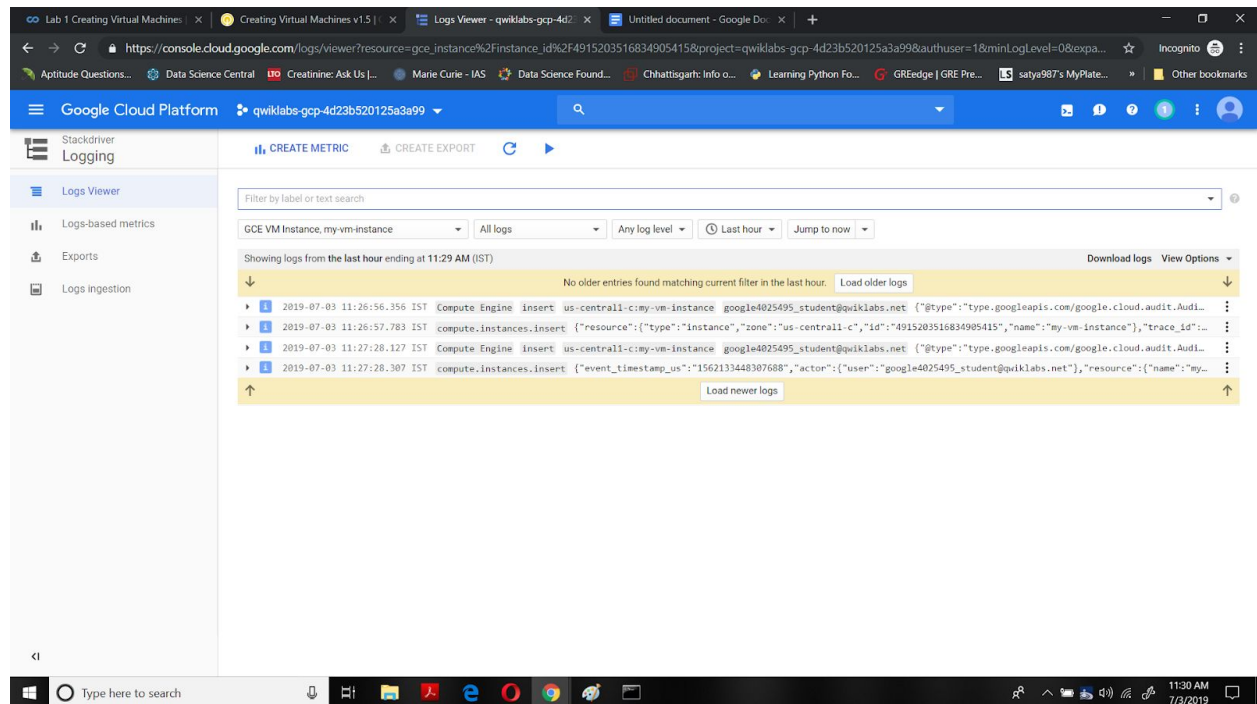 Lab 1 Creating Virtual Machines
Creating Virtual Machines v1.5 | (
Logs Viewer - qwiklabs-gcp-4d2
Untitled document - Google Doc
https://console.cloud.google.com/logs/viewer?resource=gce_instance%2Finstance_id%2F4915203516834905415&project=qwiklabs-gcp-4d23b520125a3a99&authuser=1&minLogLevel=0&expa...
Incognito
Aptitude Questions...
Data Science Central
LTO Creatinine: Ask Us |...
Marie Curie - IAS
Data Science Found...
Chhattisgarh: Info o...
Learning Python Fo...
GREedge | GRE Pre...
LS satya987's MyPlate...
»
Other bookmarks
Google Cloud Platform
qwiklabs-gcp-4d23b520125a3a99
1
Stackdriver
Logging
CREATE METRIC
CREATE EXPORT
Logs Viewer
Logs-based metrics
Exports
Logs ingestion
Filter by label or text search
GCE VM Instance, my-vm-instance
All logs
Any log level
Last hour
Jump to now
Showing logs from the last hour ending at 11:29 AM (IST)
Download logs View Options
No older entries found matching current filter in the last hour. Load older logs
i 2019-07-03 11:26:56.356 IST Compute Engine insert us-central1-c:my-vm-instance google4025495_student@qwiklabs.net {"@type":"type.googleapis.com/google.cloud.audit.Audi...
i 2019-07-03 11:26:57.783 IST compute.instances.insert {"resource":{"type":"instance","zone":"us-central1-c","id":"4915203516834905415","name":"my-vm-instance"},"trace_id":...
i 2019-07-03 11:27:28.127 IST Compute Engine insert us-central1-c:my-vm-instance google4025495_student@qwiklabs.net {"@type":"type.googleapis.com/google.cloud.audit.Audi...
i 2019-07-03 11:27:28.307 IST compute.instances.insert {"event_timestamp_us":"1562133448307688","actor":{"user":"google4025495_student@qwiklabs.net"},"resource":{"name":"my...
Load newer logs
Type here to search
11:30 AM
7/3/2019